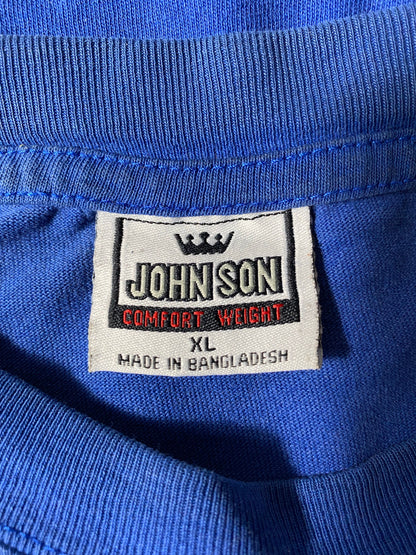 JOHN SON
COMFORT WEIGHT
XL
MADE IN BANGLADESH